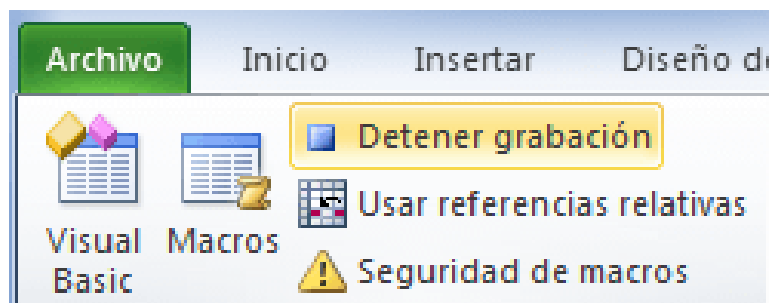 Archivo Inicio Insertar Diseño de
Detener grabación
Usar referencias relativas
Visual Basic
Macros
Seguridad de macros